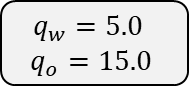 q_w = 5.0
q_o = 15.0